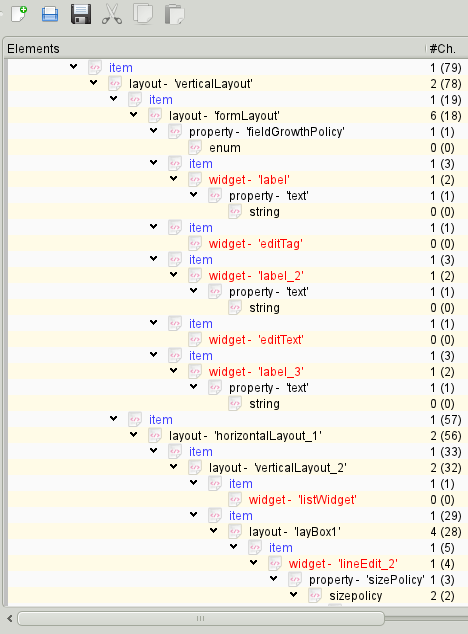 Elements #Ch.
item 1 (79)
layout - 'verticalLayout' 2 (78)
item 1 (19)
layout - 'formLayout' 6 (18)
property - 'fieldGrowthPolicy' 1 (1)
enum 0 (0)
item 1 (3)
widget - 'label' 1 (2)
property - 'text' 1 (1)
string 0 (0)
item 1 (1)
widget - 'editTag' 0 (0)
item 1 (3)
widget - 'label_2' 1 (2)
property - 'text' 1 (1)
string 0 (0)
item 1 (1)
widget - 'editText' 0 (0)
item 1 (3)
widget - 'label_3' 1 (2)
property - 'text' 1 (1)
string 0 (0)
item 1 (57)
layout - 'horizontalLayout_1' 2 (56)
item 1 (33)
layout - 'verticalLayout_2' 2 (32)
item 1 (1)
widget - 'listWidget' 0 (0)
item 1 (29)
layout - 'layBox1' 4 (28)
item 1 (5)
widget - 'lineEdit_2' 1 (4)
property - 'sizePolicy' 1 (3)
sizepolicy 2 (2)